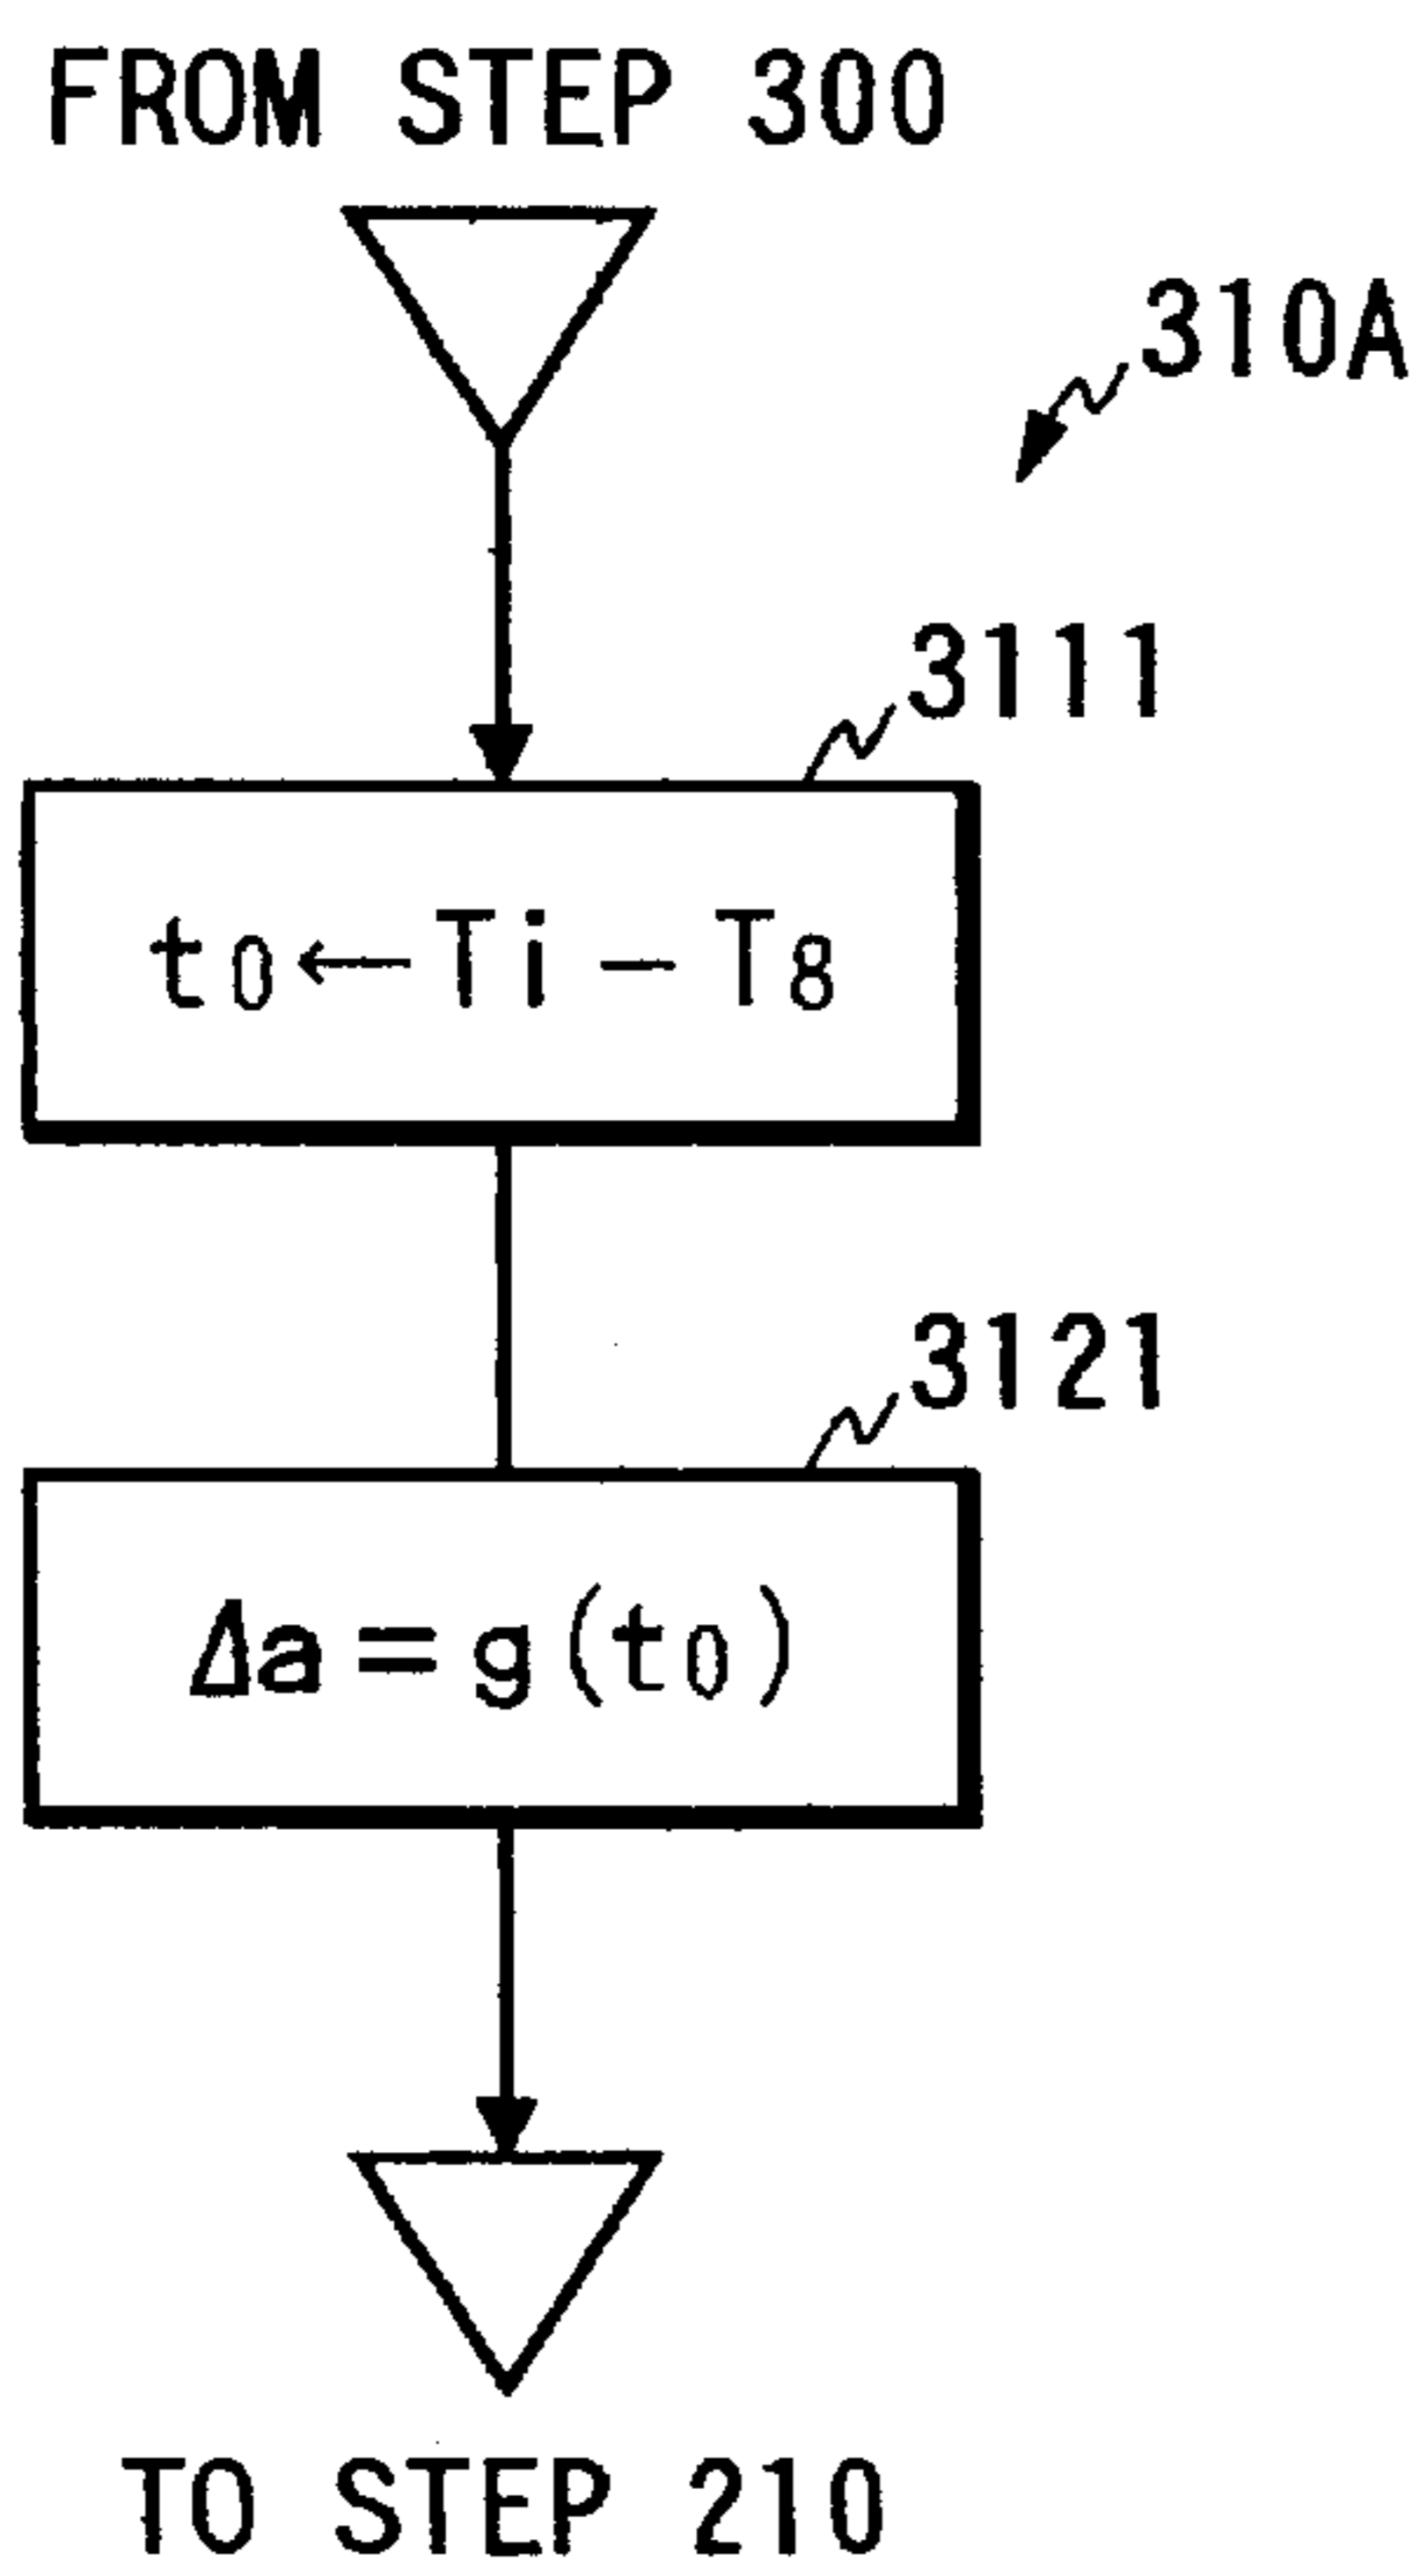 FROM STEP 300
310A
3111
t₀←Ti−T₈
3121
Δa=g(t₀)
TO STEP 210